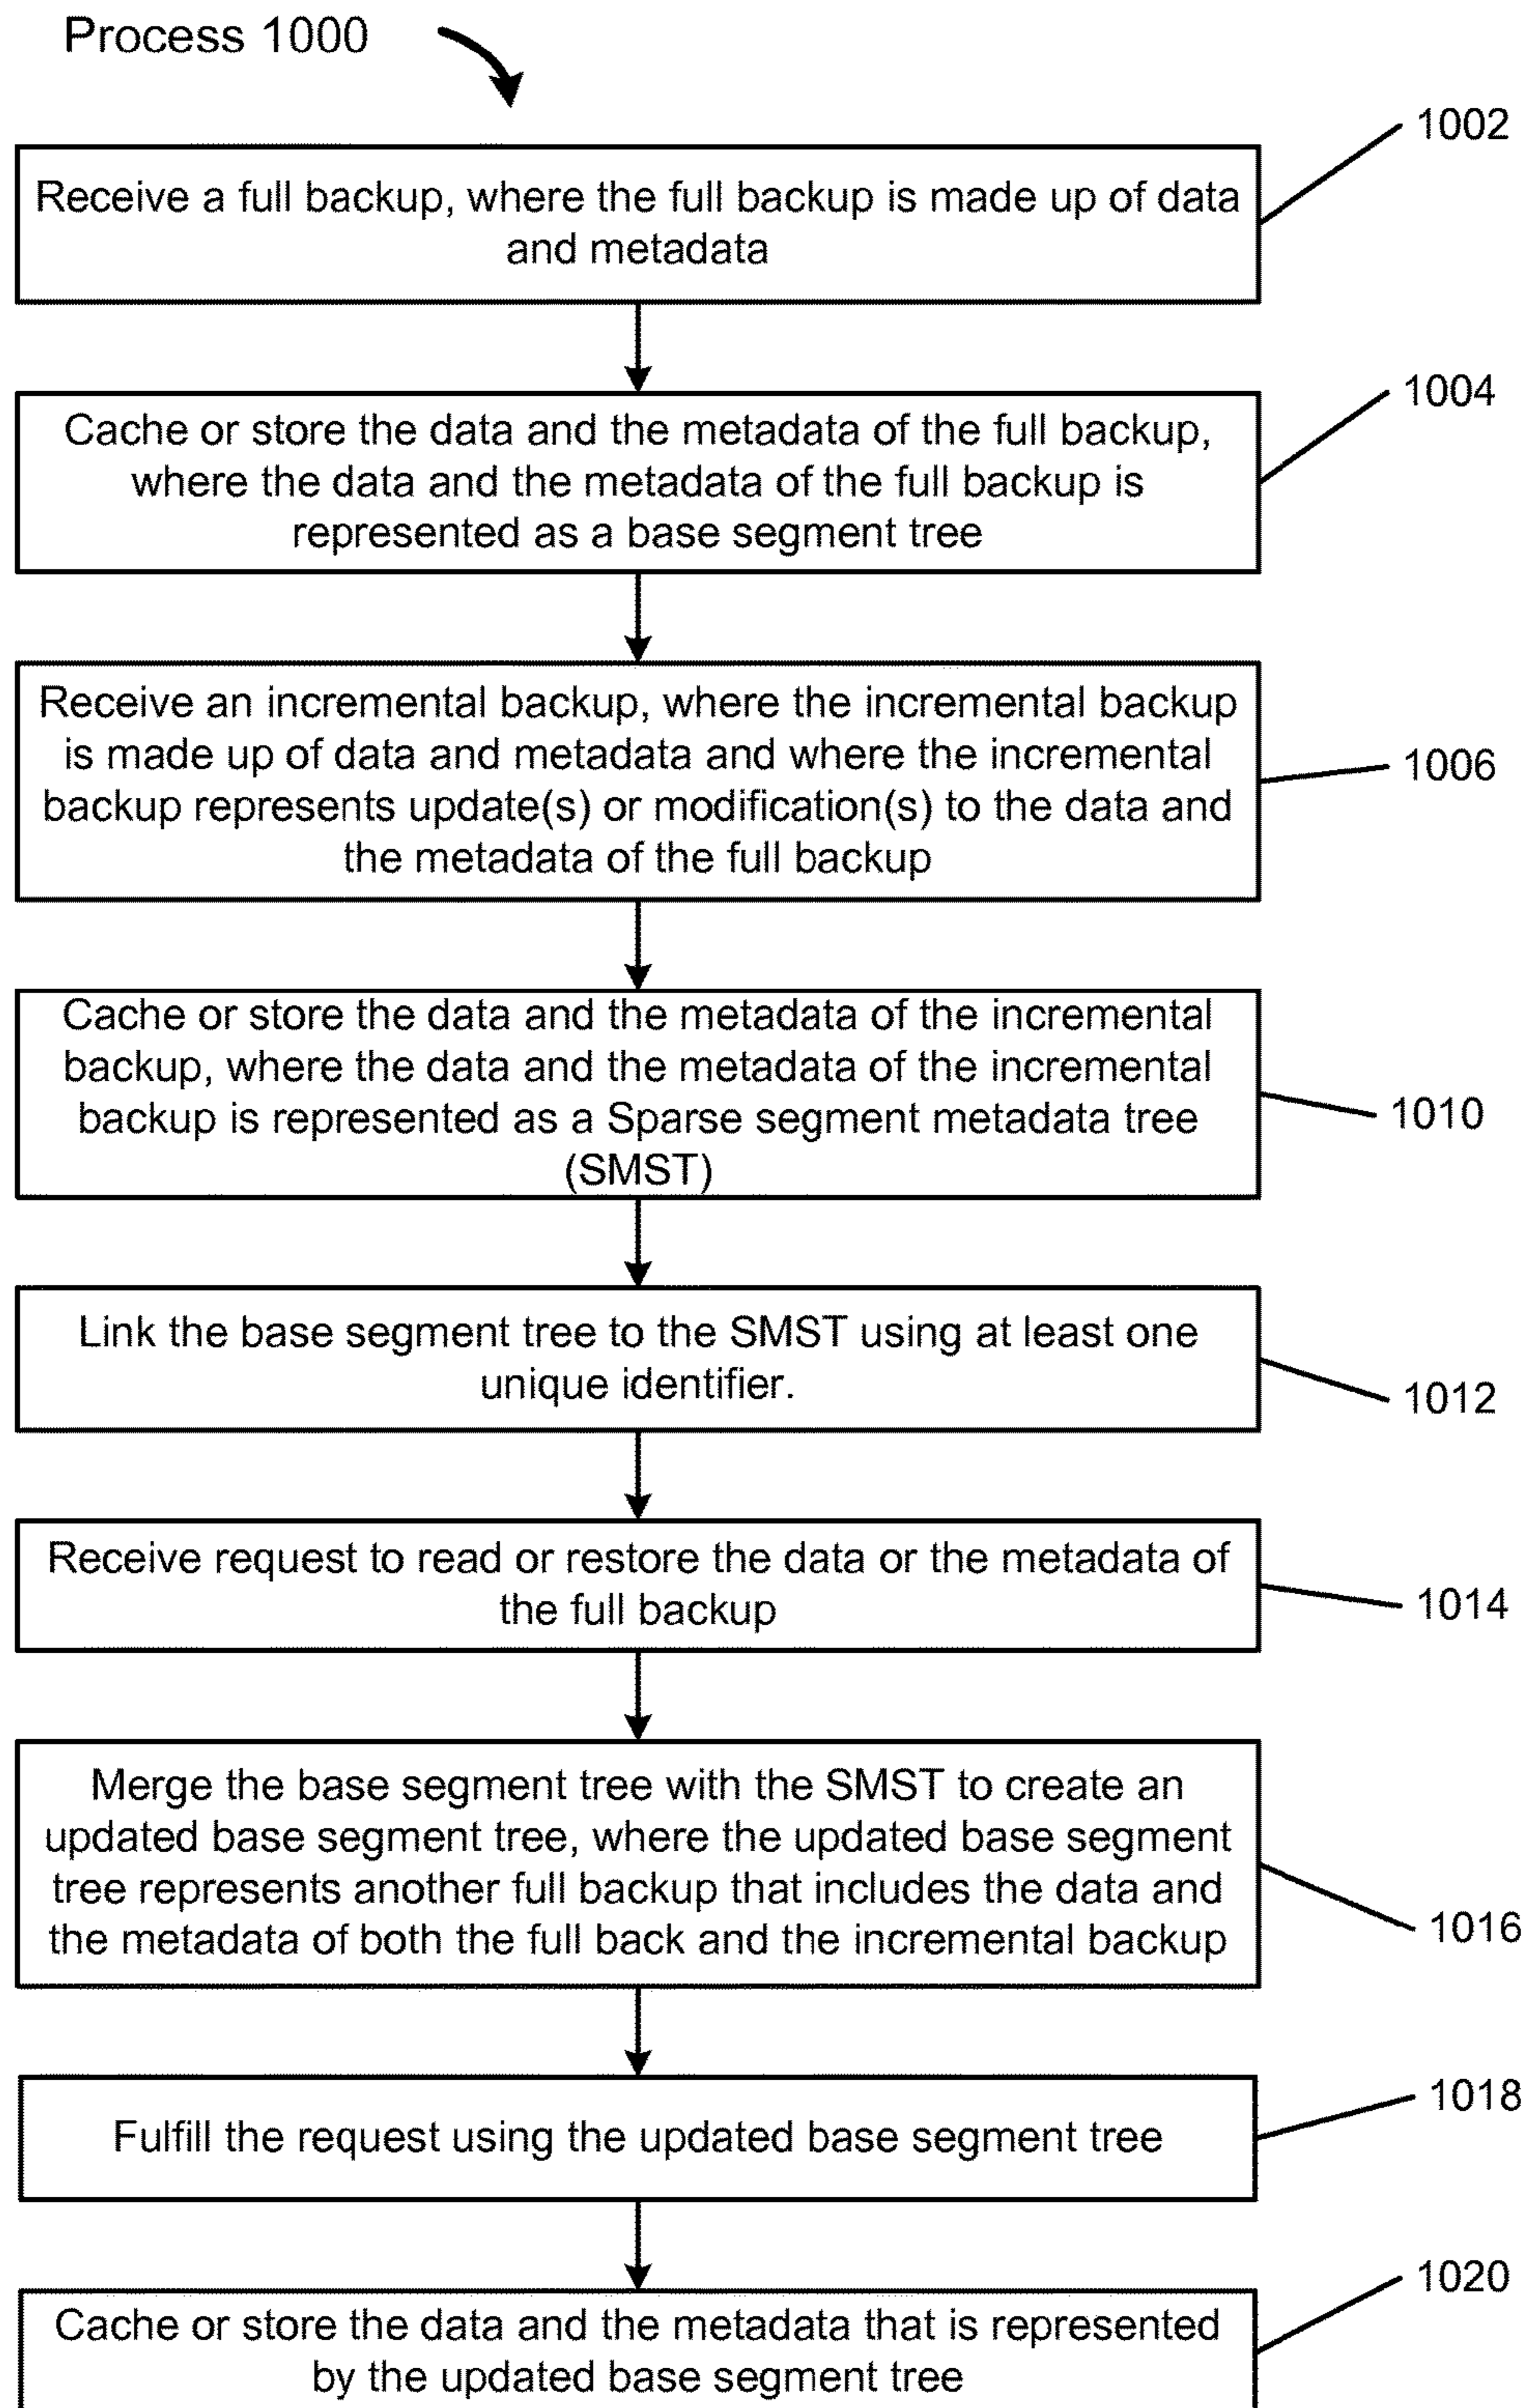 Process 1000
1002
Receive a full backup, where the full backup is made up of data
and metadata
1004
Cache or store the data and the metadata of the full backup,
where the data and the metadata of the full backup is
represented as a base segment tree
Receive an incremental backup, where the incremental backup
is made up of data and metadata and where the incremental
backup represents update(s) or modification(s) to the data and
the metadata of the full backup
1006
Cache or store the data and the metadata of the incremental
backup, where the data and the metadata of the incremental
backup is represented as a Sparse segment metadata tree
(SMST)
1010
Link the base segment tree to the SMST using at least one
unique identifier.
1012
Receive request to read or restore the data or the metadata of
the full backup
1014
Merge the base segment tree with the SMST to create an
updated base segment tree, where the updated base segment
tree represents another full backup that includes the data and
the metadata of both the full back and the incremental backup
1016
Fulfill the request using the updated base segment tree
1018
1020
Cache or store the data and the metadata that is represented
by the updated base segment tree